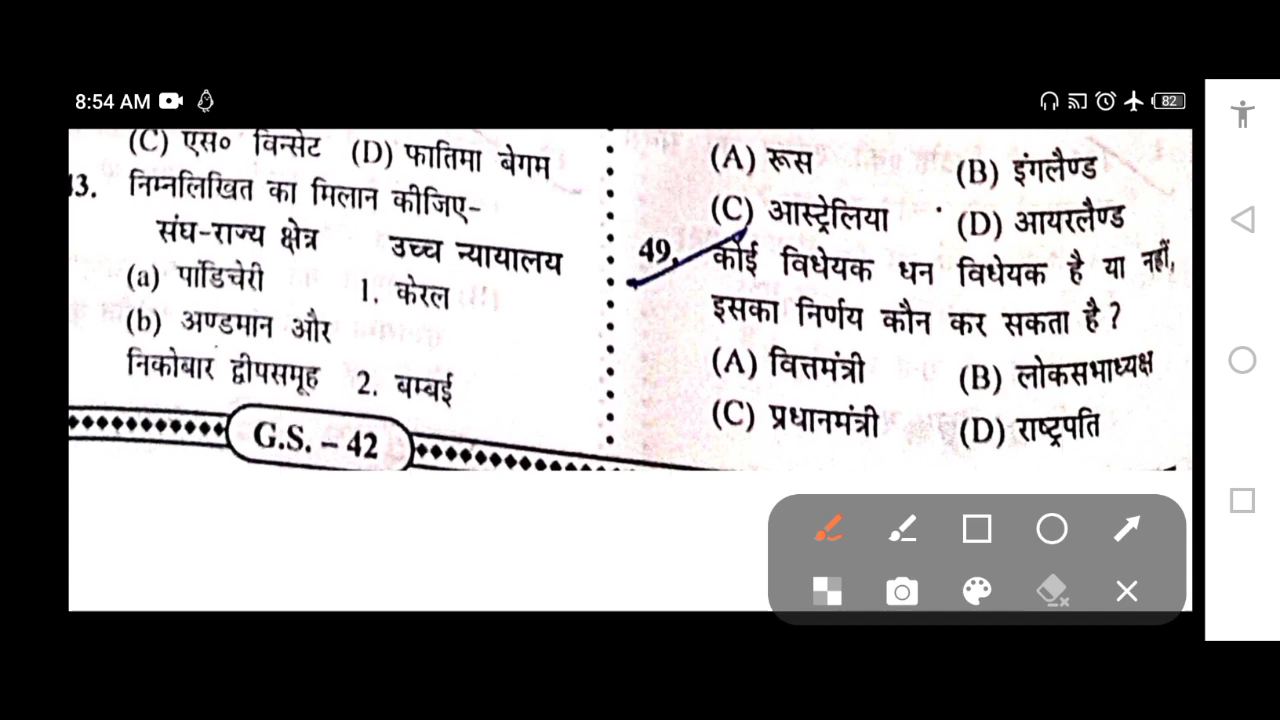 8:54 AM
82
(C) एस० विन्सेट (D) फातिमा बेगम
13. निम्नलिखित का मिलान कीजिए-
संघ-राज्य क्षेत्र उच्च न्यायालय
(a) पांडिचेरी 1. केरल
(b) अण्डमान और
निकोबार द्वीपसमूह 2. बम्बई
G.S. – 42
(A) रूस (B) इंगलैण्ड
(C) आस्ट्रेलिया (D) आयरलैण्ड
49. कोई विधेयक धन विधेयक है या नहीं,
इसका निर्णय कौन कर सकता है?
(A) वित्तमंत्री (B) लोकसभाध्यक्ष
(C) प्रधानमंत्री (D) राष्ट्रपति